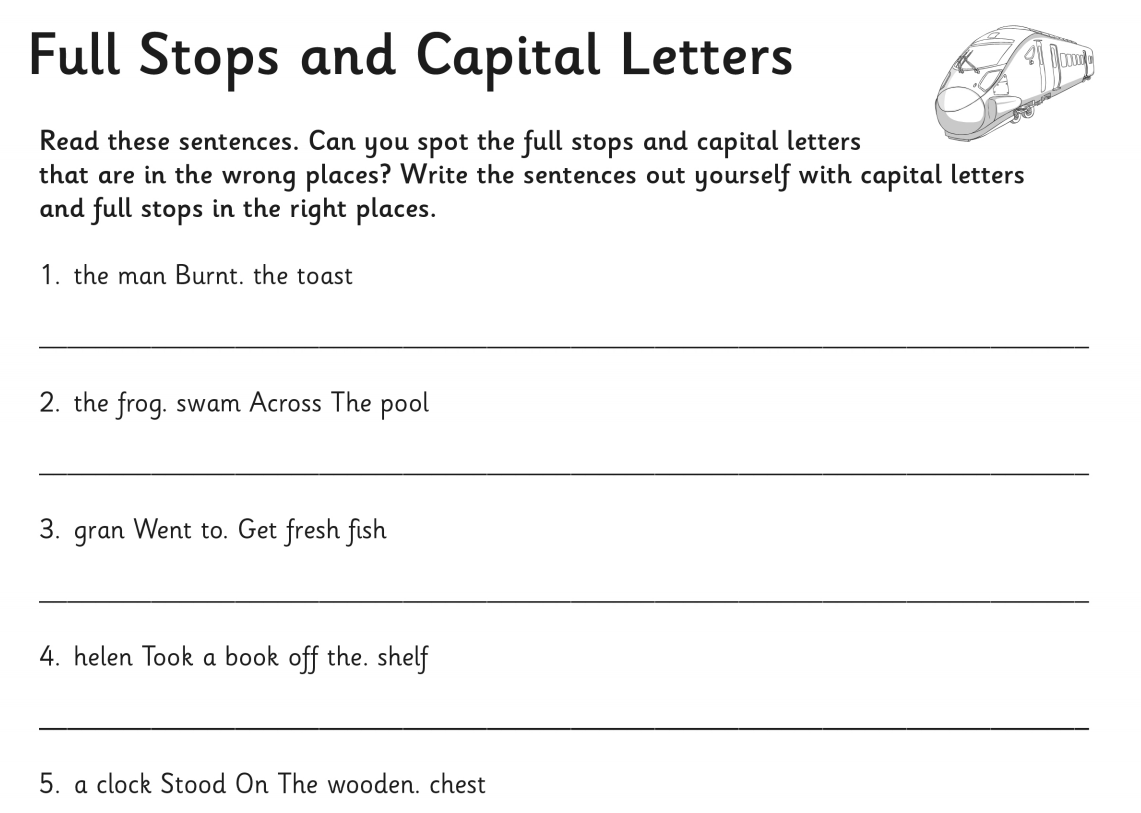 Full Stops and Capital Letters
Read these sentences. Can you spot the full stops and capital letters
that are in the wrong places? Write the sentences out yourself with capital letters
and full stops in the right places.
1. the man Burnt. the toast
2. the frog. swam Across The pool
3. gran Went to. Get fresh fish
4. helen Took a book off the. shelf
5. a clock Stood On The wooden. chest